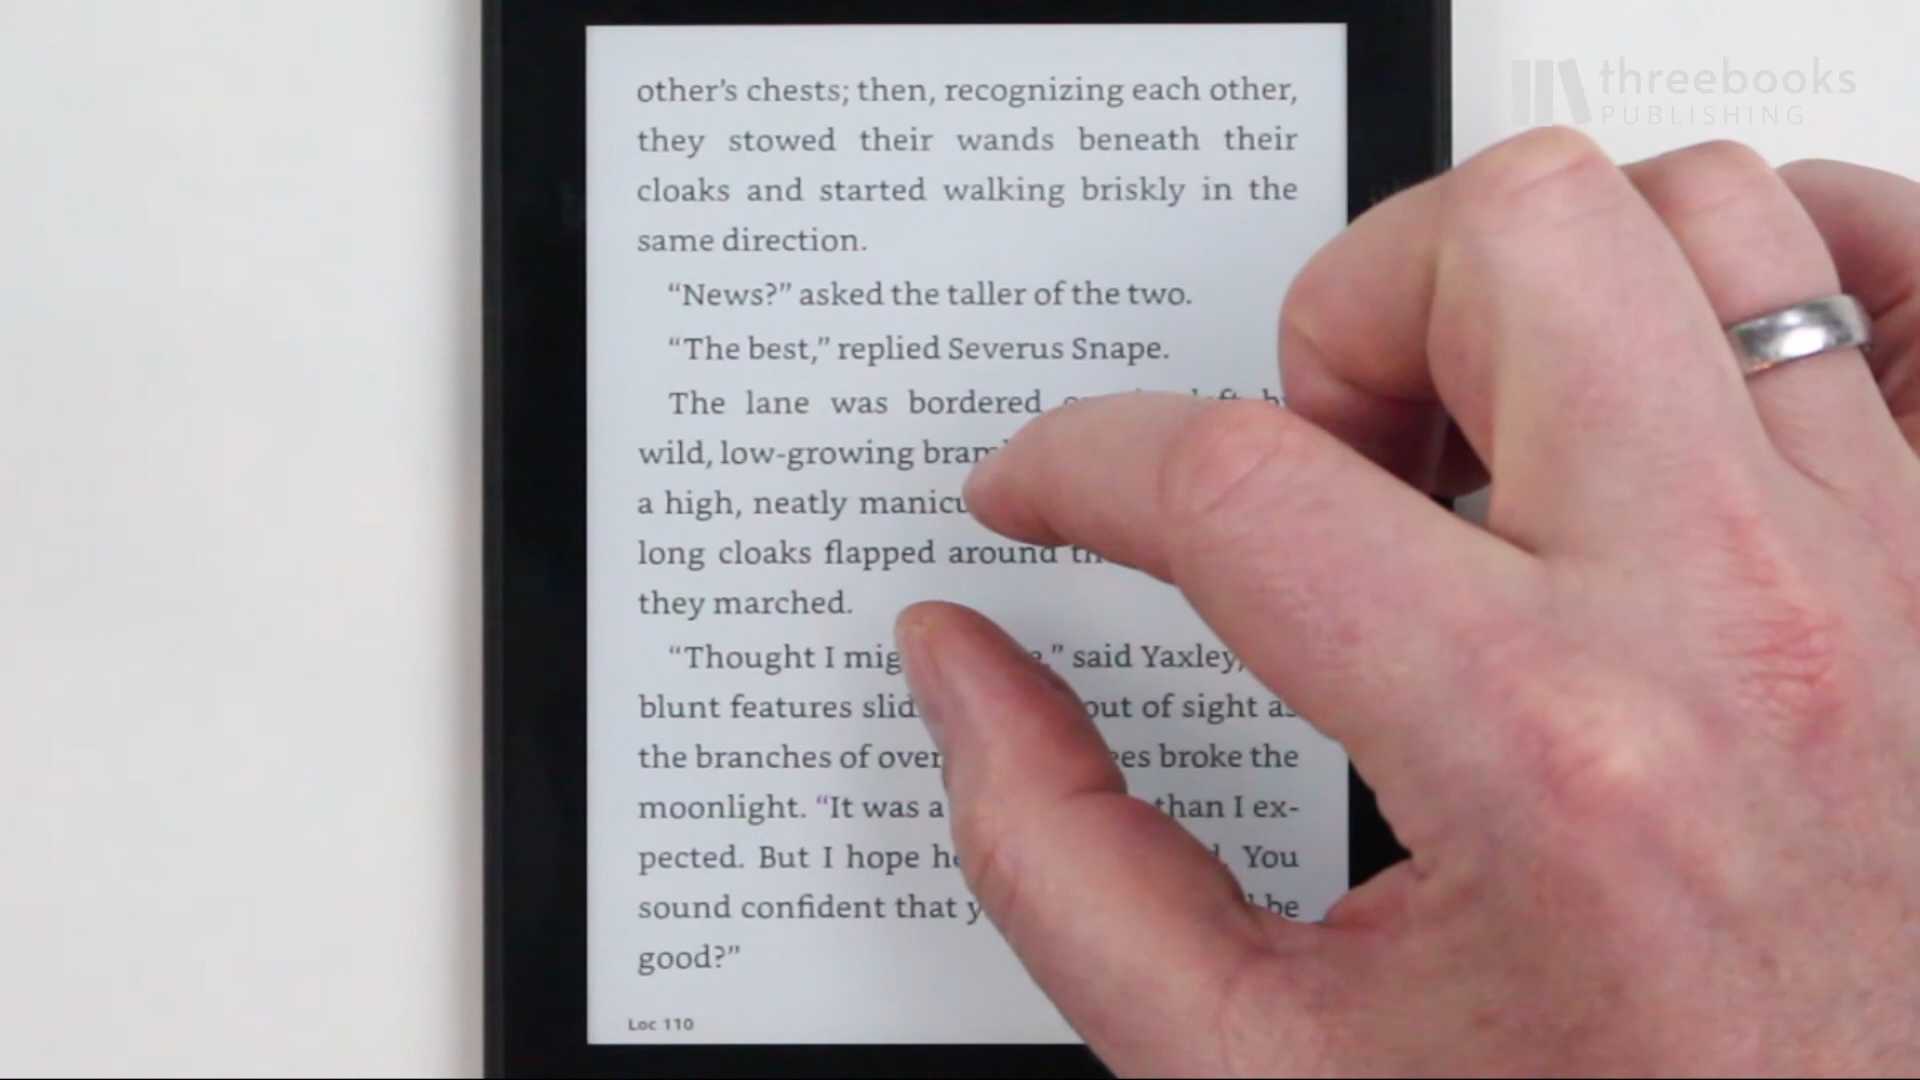 threebooks
PUBLISHING
other’s chests; then, recognizing each other,
they stowed their wands beneath their
cloaks and started walking briskly in the
same direction.
“News?” asked the taller of the two.
“The best,” replied Severus Snape.
The lane was bordered
wild, low-growing
a high, neatly
long cloaks flapped around
they marched.
“Thought I said Yaxley,
blunt features out of sight
the branches of broke the
moonlight. “It was a than I ex-
pected. But I hope You
sound confident that be
good?”
Loc 110